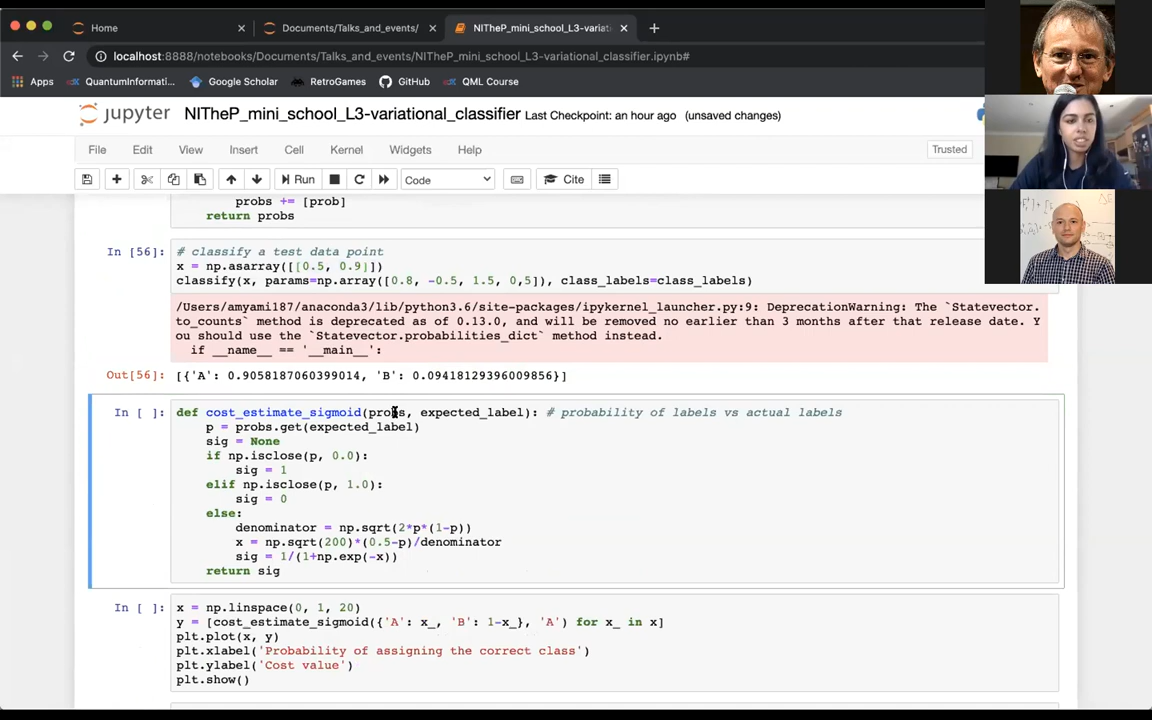 Home
Documents/Talks_and_events/
NITheP_mini_school_L3-variati
localhost:8888/notebooks/Documents/Talks_and_events/NITheP_mini_school_L3-variational_classifier.ipynb#
Apps QuantumInformati... Google Scholar RetroGames GitHub QML Course
jupyter NITheP_mini_school_L3-variational_classifier Last Checkpoint: an hour ago (unsaved changes)
File Edit View Insert Cell Kernel Widgets Help Trusted
Run Code Cite
probs += [prob]
return probs
In [56]: # classify a test data point
x = np.asarray([[0.5, 0.9]])
classify(x, params=np.array([0.8, -0.5, 1.5, 0,5]), class_labels=class_labels)
/Users/amyami187/anaconda3/lib/python3.6/site-packages/ipykernel_launcher.py:9: DeprecationWarning: The `Statevector.
to_counts` method is deprecated as of 0.13.0, and will be removed no earlier than 3 months after that release date. Y
ou should use the `Statevector.probabilities_dict` method instead.
if __name__ == '__main__':
Out[56]: [{'A': 0.9058187060399014, 'B': 0.09418129396009856}]
In [ ]: def cost_estimate_sigmoid(probs, expected_label): # probability of labels vs actual labels
p = probs.get(expected_label)
sig = None
if np.isclose(p, 0.0):
sig = 1
elif np.isclose(p, 1.0):
sig = 0
else:
denominator = np.sqrt(2*p*(1-p))
x = np.sqrt(200)*(0.5-p)/denominator
sig = 1/(1+np.exp(-x))
return sig
In [ ]: x = np.linspace(0, 1, 20)
y = [cost_estimate_sigmoid({'A': x_, 'B': 1-x_}, 'A') for x_ in x]
plt.plot(x, y)
plt.xlabel('Probability of assigning the correct class')
plt.ylabel('Cost value')
plt.show()